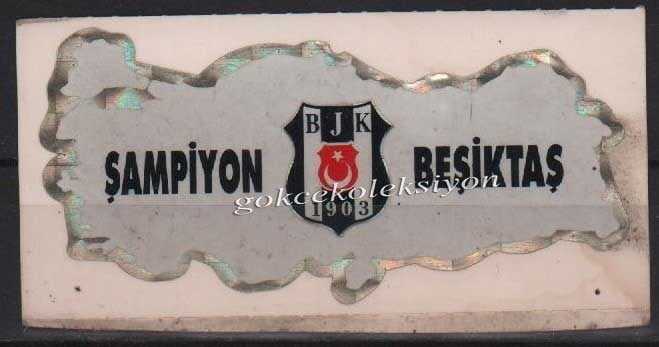 BJK
ŞAMPİYON
BEŞİKTAŞ
1903
gokcekoleksiyon